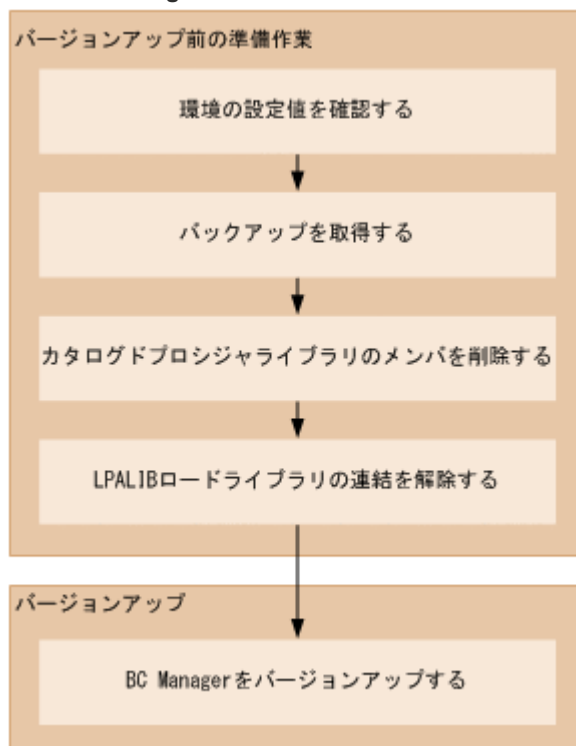 バージョンアップ前の準備作業
環境の設定値を確認する
バックアップを取得する
カタログドプロシジャライブラリのメンバを削除する
LPALIBロードライブラリの連結を解除する
バージョンアップ
BC Managerをバージョンアップする